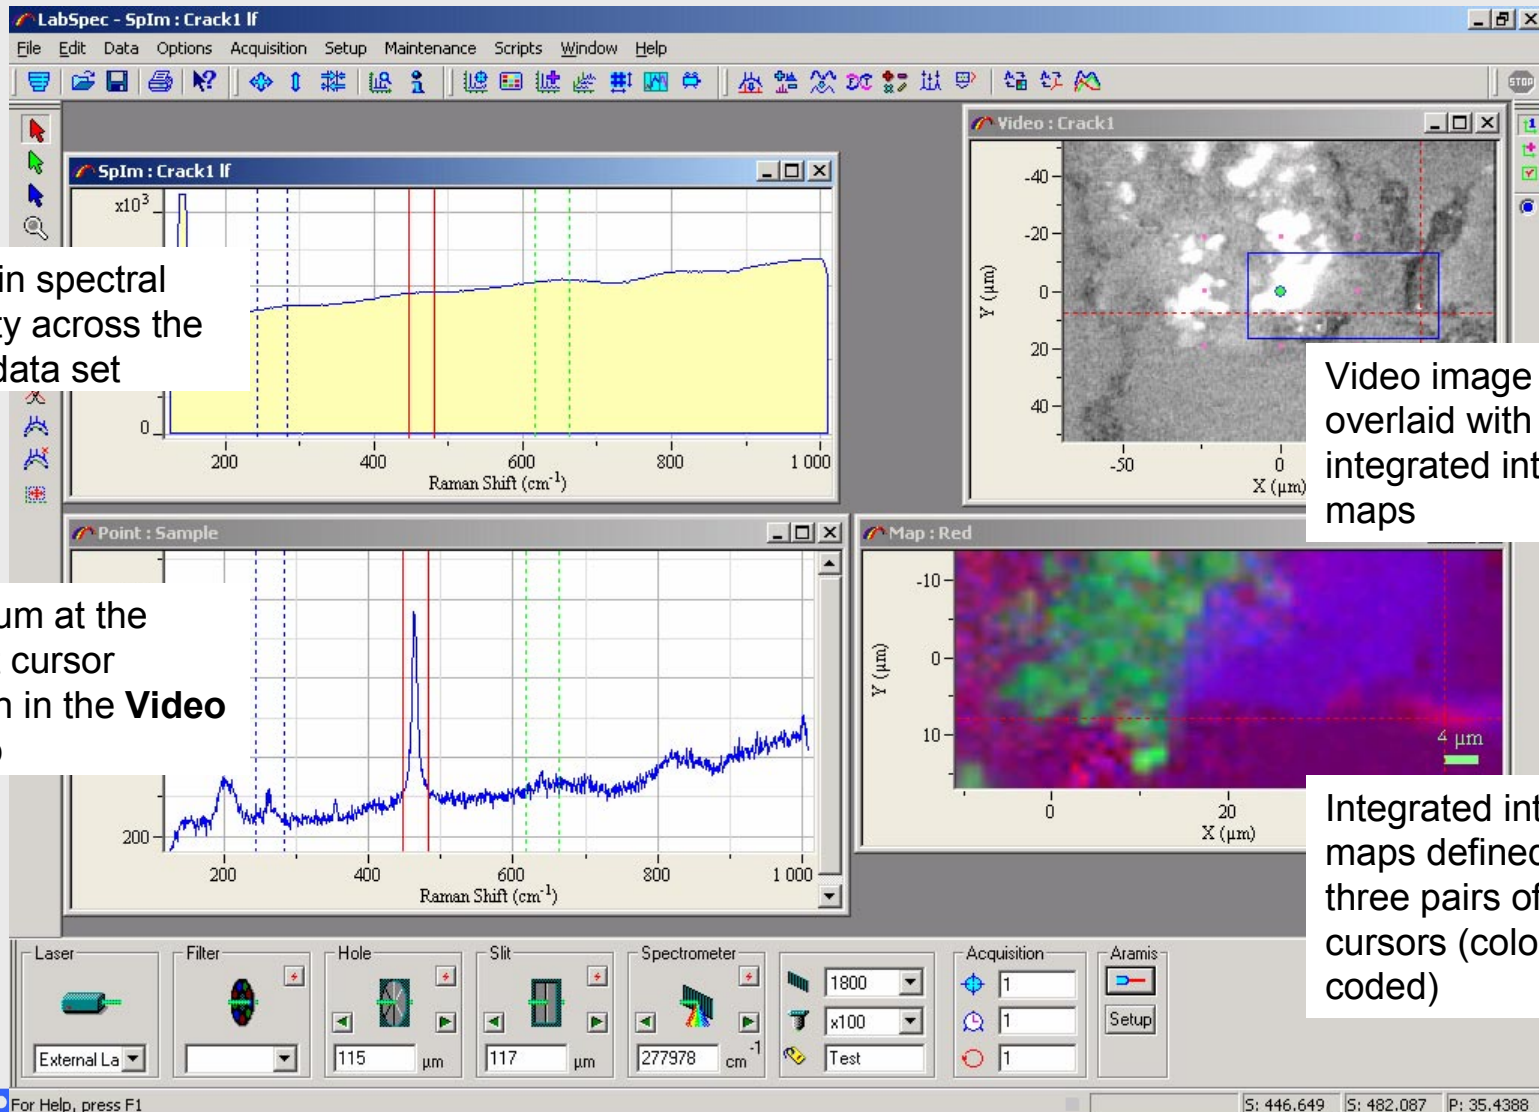 LabSpec - SpIm : Crack1 lf
File Edit Data Options Acquisition Setup Maintenance Scripts Window Help
STOP
SpIm : Crack1 lf
x10³
0
200 400 600 800 1 000
Raman Shift (cm⁻¹)
in spectral
across the
data set
Video : Crack1
-40
-20
0
20
40
Y (µm)
-50 0
X (µm)
Video image
overlaid with
integrated
maps
Point : Sample
200
200 400 600 800 1 000
Raman Shift (cm⁻¹)
at the
cursor
in the Video
Map : Red
-10
0
10
Y (µm)
4 µm
0 20
X (µm)
Integrated
maps
three pairs of
cursors
coded)
Laser Filter Hole Slit Spectrometer Acquisition Aramis
1800 1
x100 1 Setup
External La 115 µm 117 µm 277978 cm⁻¹ Test 1
For Help, press F1 S: 446.649 S: 482.087 P: 35.4388